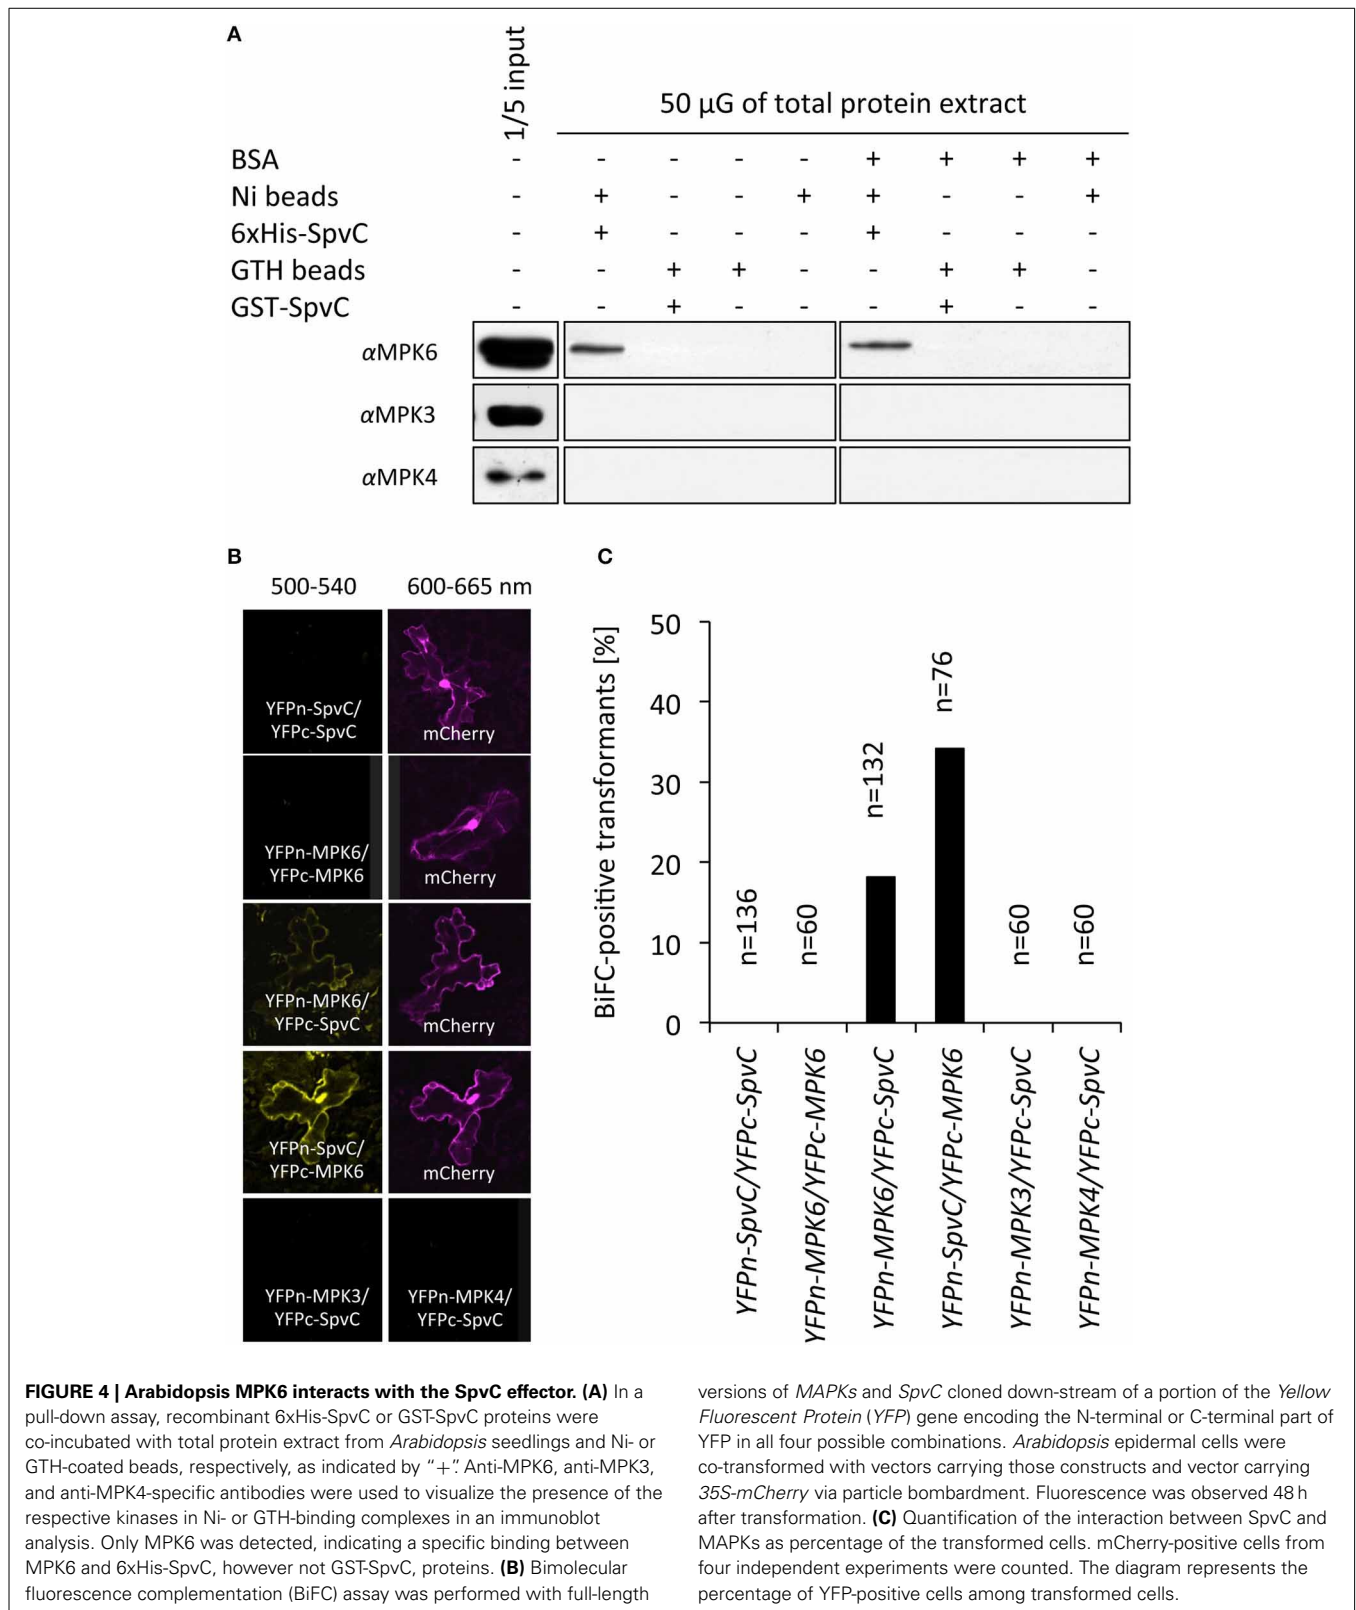 A
1/5 input
50 µG of total protein extract
BSA - - - - - + + + +
Ni beads - + - - + + - - +
6xHis-SpvC - + - - - + - - -
GTH beads - - + + - - + + -
GST-SpvC - - + - - - + - -
αMPK6
αMPK3
αMPK4
B
500-540 600-665 nm
YFPn-SpvC/
YFPc-SpvC
mCherry
YFPn-MPK6/
YFPc-MPK6
mCherry
YFPn-MPK6/
YFPc-SpvC
mCherry
YFPn-SpvC/
YFPc-MPK6
mCherry
YFPn-MPK3/
YFPc-SpvC
YFPn-MPK4/
YFPc-SpvC
C
BiFC-positive transformants [%]
50
40
30
20
10
0
n=136
n=60
n=132
n=76
n=60
n=60
YFPn-SpvC/YFPc-SpvC
YFPn-MPK6/YFPc-MPK6
YFPn-MPK6/YFPc-SpvC
YFPn-SpvC/YFPc-MPK6
YFPn-MPK3/YFPc-SpvC
YFPn-MPK4/YFPc-SpvC
FIGURE 4 | Arabidopsis MPK6 interacts with the SpvC effector. (A) In a
pull-down assay, recombinant 6xHis-SpvC or GST-SpvC proteins were
co-incubated with total protein extract from Arabidopsis seedlings and Ni- or
GTH-coated beads, respectively, as indicated by “+”. Anti-MPK6, anti-MPK3,
and anti-MPK4-specific antibodies were used to visualize the presence of the
respective kinases in Ni- or GTH-binding complexes in an immunoblot
analysis. Only MPK6 was detected, indicating a specific binding between
MPK6 and 6xHis-SpvC, however not GST-SpvC, proteins. (B) Bimolecular
fluorescence complementation (BiFC) assay was performed with full-length
versions of MAPKs and SpvC cloned down-stream of a portion of the Yellow
Fluorescent Protein (YFP) gene encoding the N-terminal or C-terminal part of
YFP in all four possible combinations. Arabidopsis epidermal cells were
co-transformed with vectors carrying those constructs and vector carrying
35S-mCherry via particle bombardment. Fluorescence was observed 48 h
after transformation. (C) Quantification of the interaction between SpvC and
MAPKs as percentage of the transformed cells. mCherry-positive cells from
four independent experiments were counted. The diagram represents the
percentage of YFP-positive cells among transformed cells.